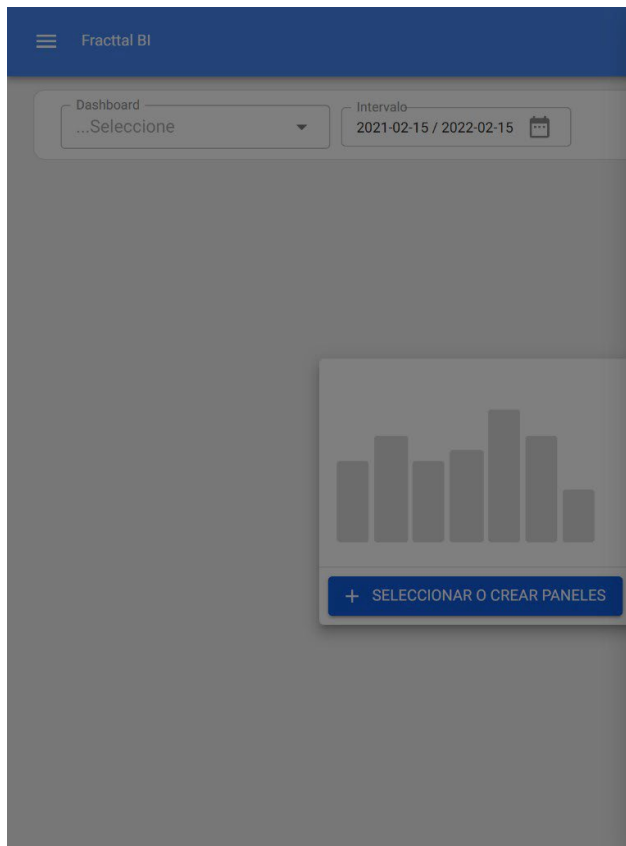 Fracttal BI
Dashboard
...Seleccione
Intervalo
2021-02-15 / 2022-02-15
+ SELECCIONAR O CREAR PANELES